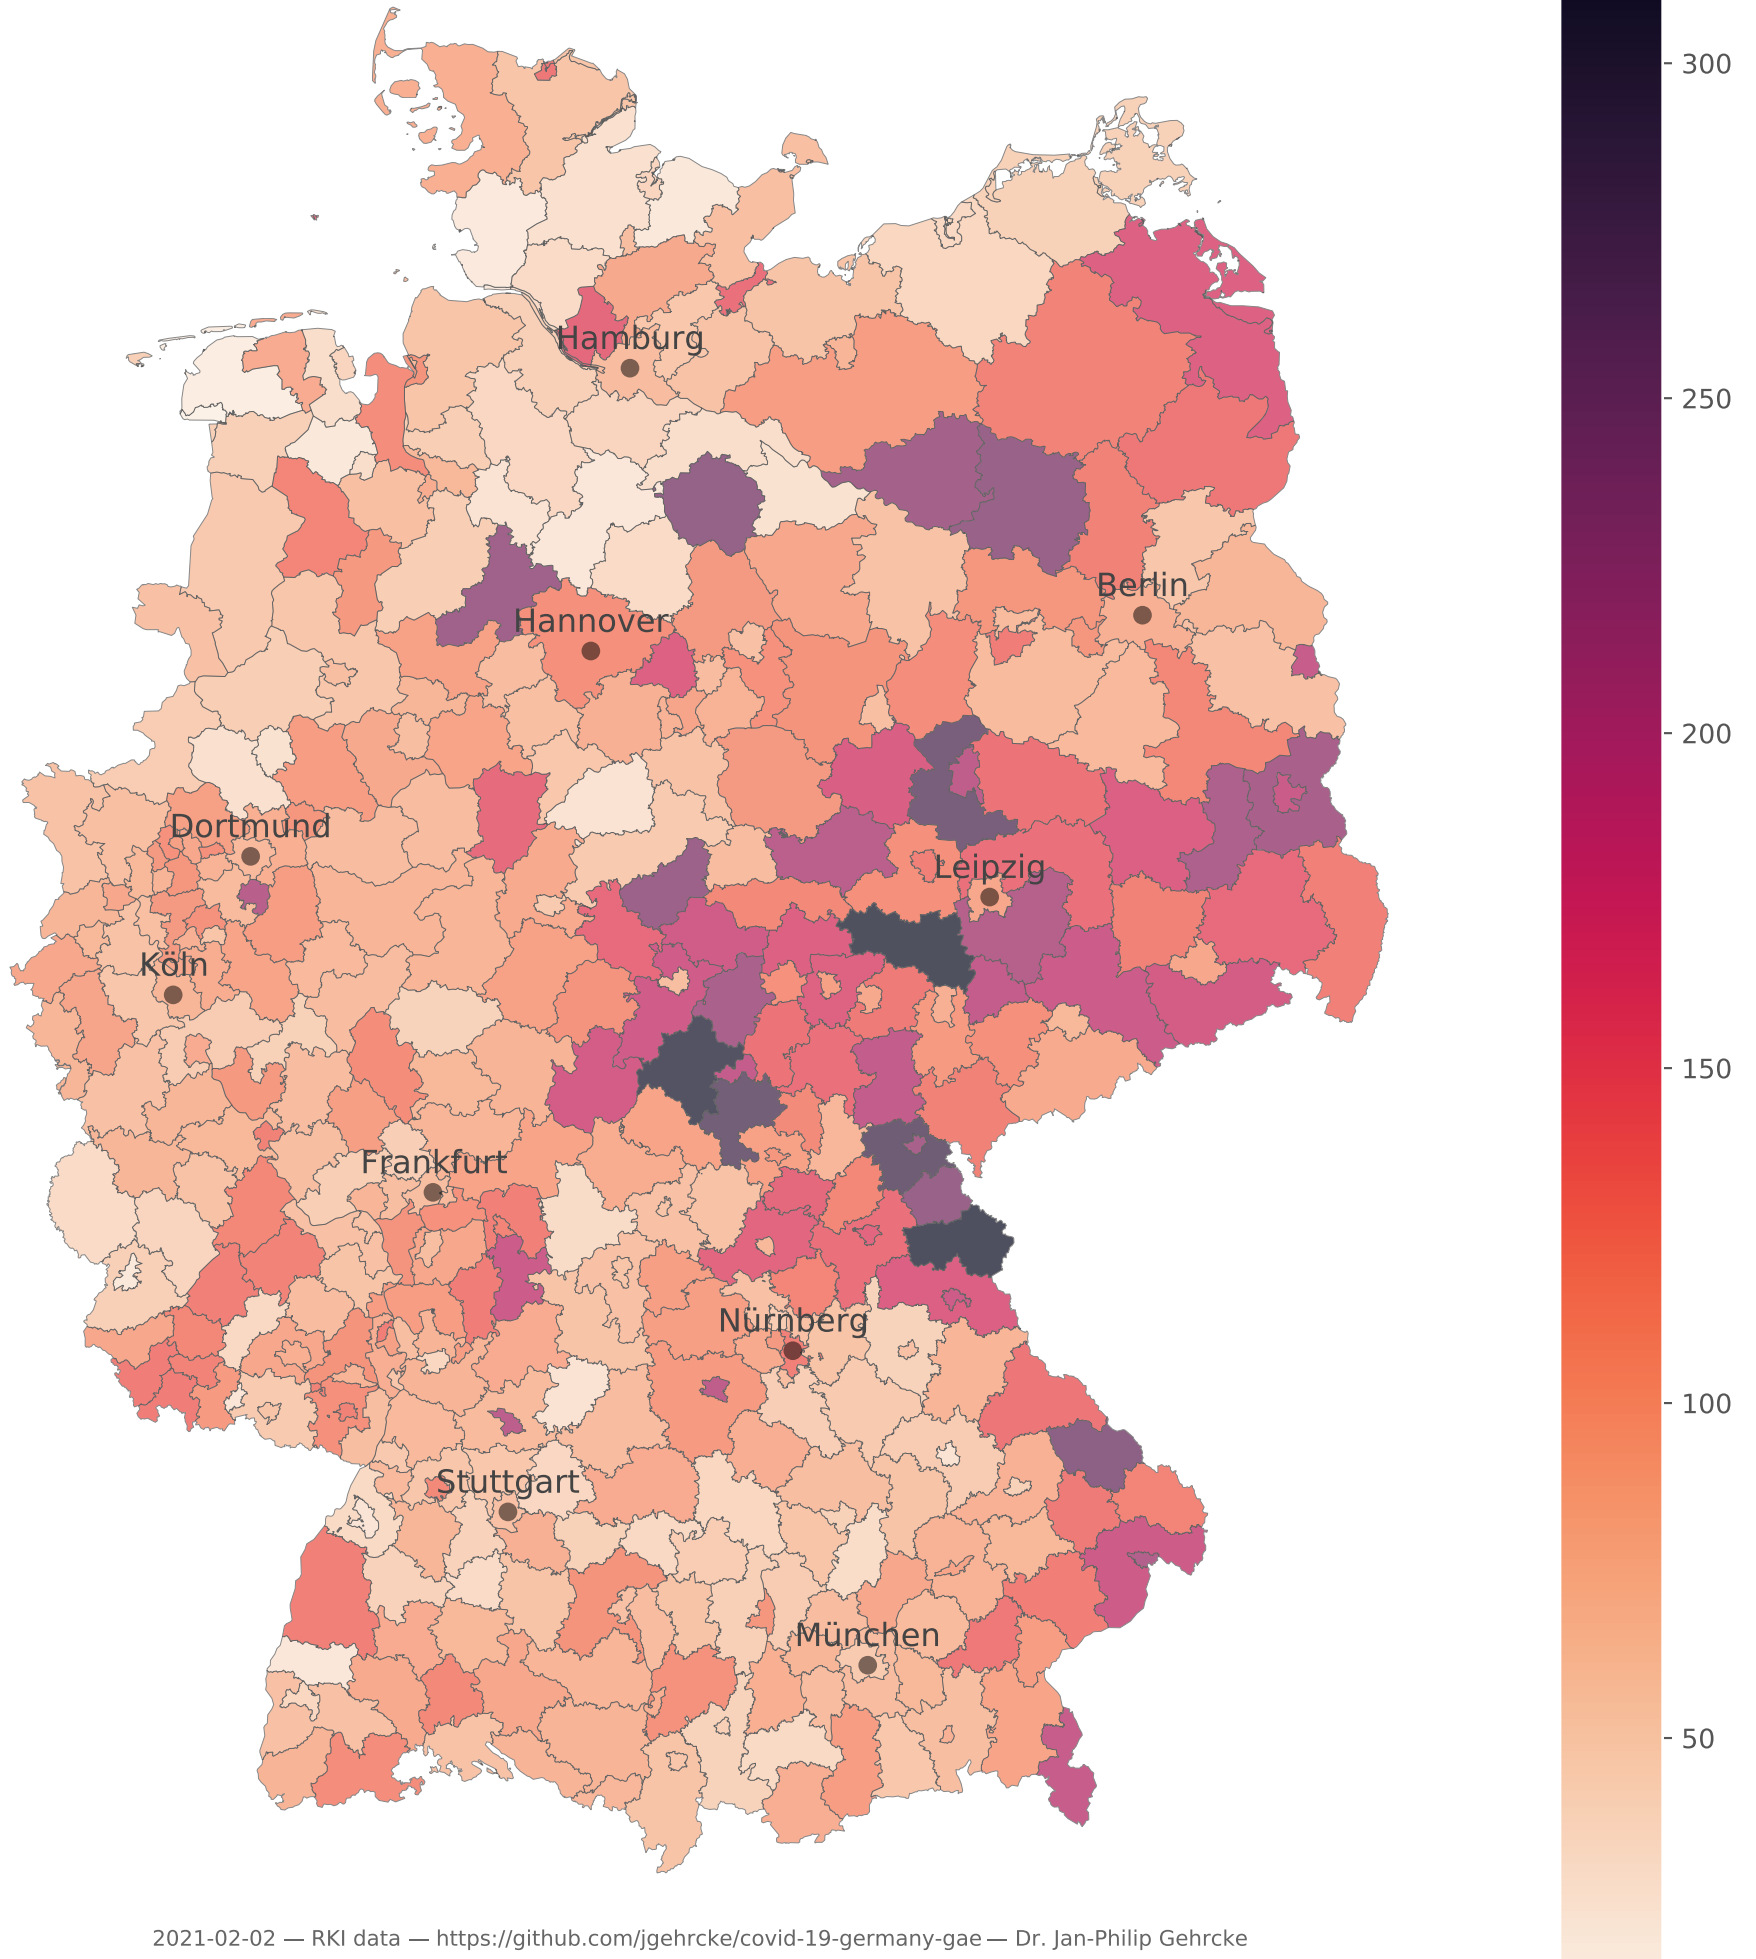 300
250
200
150
100
50
Hamburg
Berlin
Hannover
Dortmund
Leipzig
Köln
Frankfurt
Nürnberg
Stuttgart
München
2021-02-02 — RKI data — https://github.com/jgehrcke/covid-19-germany-gae — Dr. Jan-Philip Gehrcke